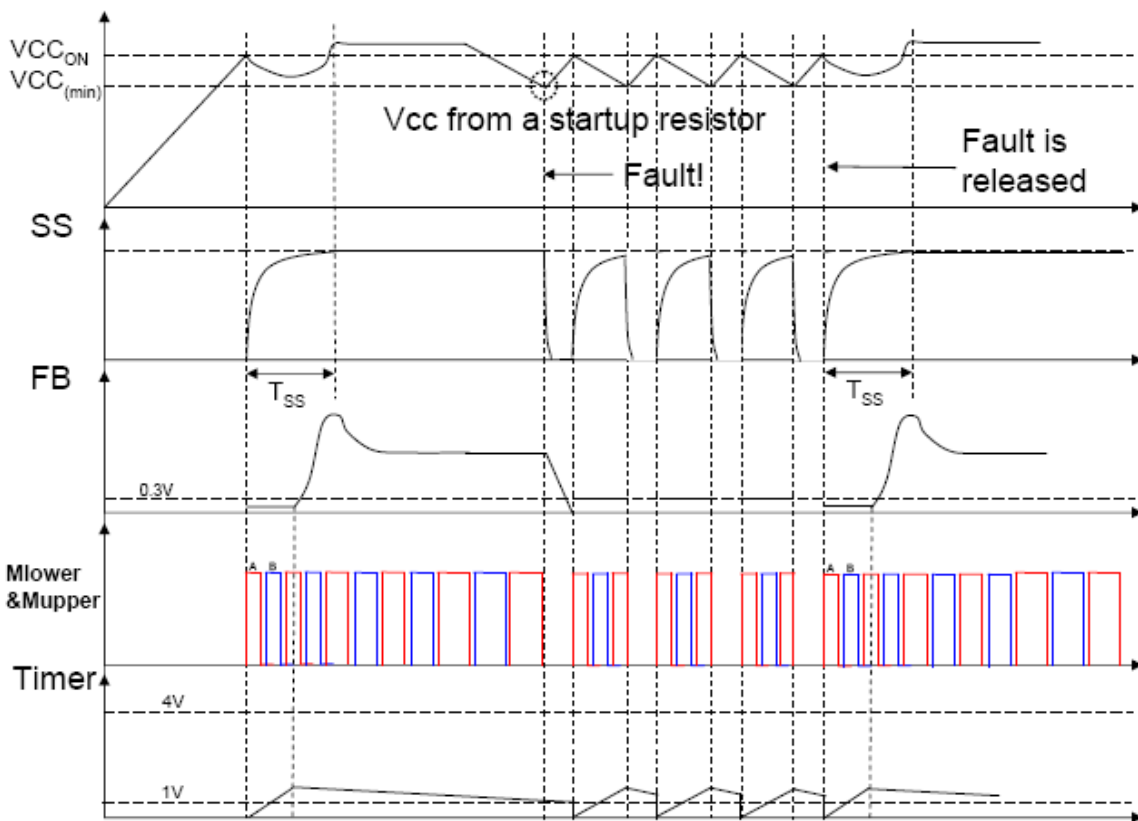 VCC_ON
VCC_(min)
Vcc from a startup resistor
Fault!
Fault is
released
SS
T_SS
T_SS
FB
0.3V
A B
A B
Mlower
&Mupper
Timer
4V
1V